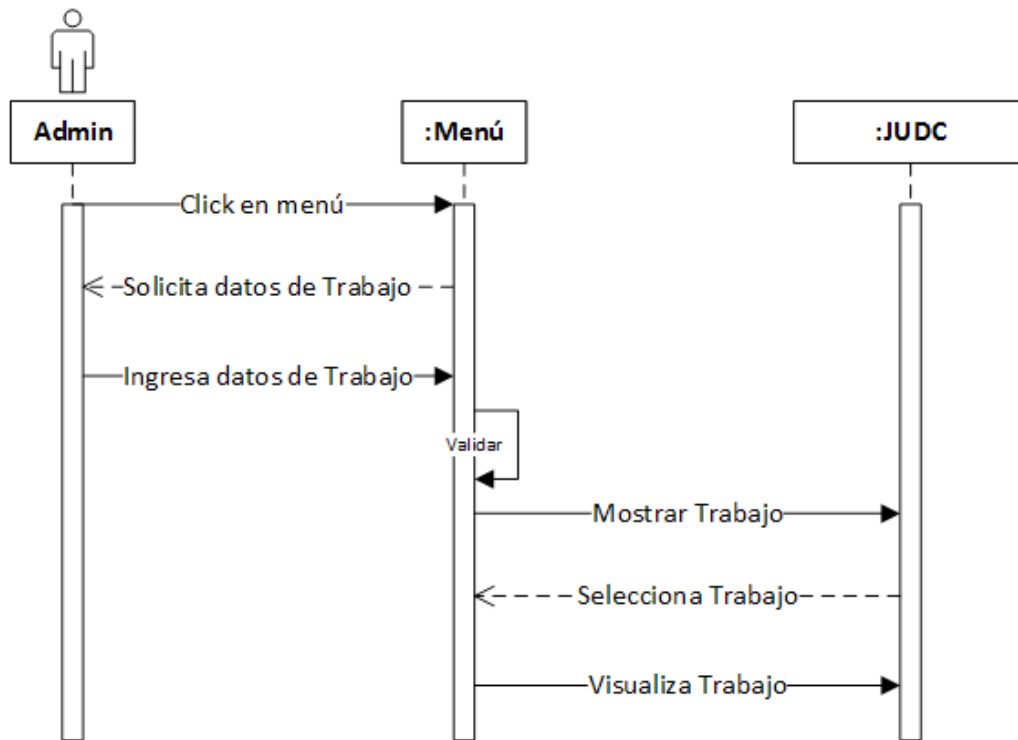 Admin
:Menú
:JUDC
Click en menú
Solicita datos de Trabajo
Ingresa datos de Trabajo
Validar
Mostrar Trabajo
Selecciona Trabajo
Visualiza Trabajo